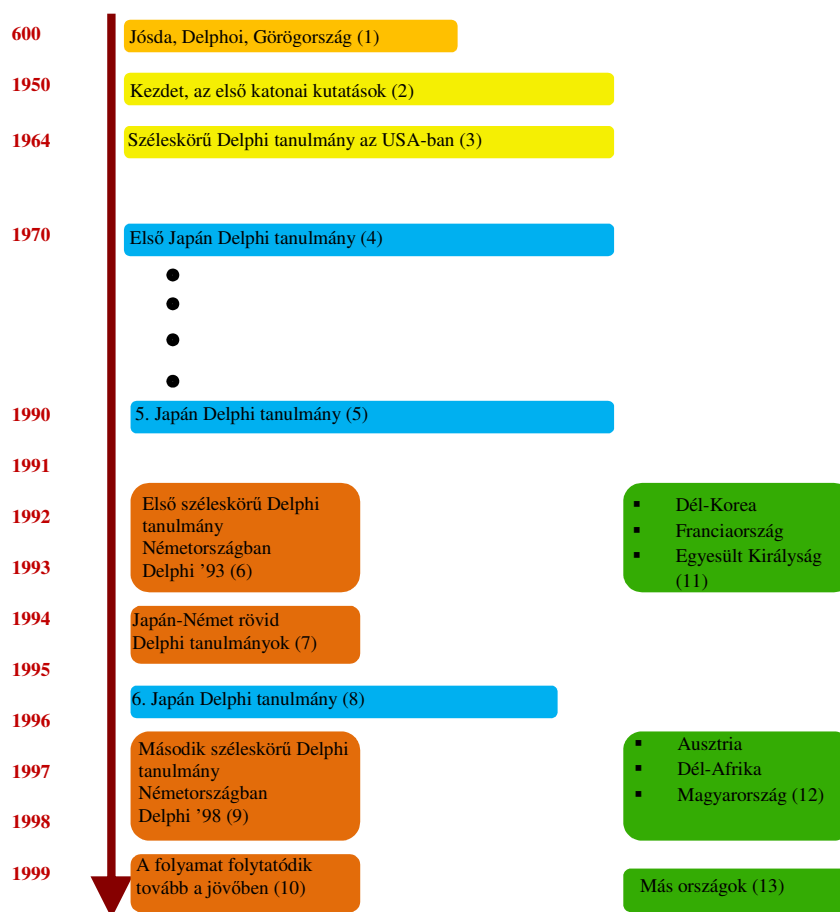 600
Jósda, Delphoi, Görögország (1)
1950
Kezdet, az első katonai kutatások (2)
1964
Széleskörű Delphi tanulmány az USA-ban (3)
1970
Első Japán Delphi tanulmány (4)
1990
5. Japán Delphi tanulmány (5)
1991
1992
Első széleskörű Delphi
tanulmány
Németországban
Delphi ’93 (6)
Dél-Korea
Franciaország
Egyesült Királyság
(11)
1993
1994
Japán-Német rövid
Delphi tanulmányok (7)
1995
6. Japán Delphi tanulmány (8)
1996
Második széleskörű Delphi
tanulmány
Németországban
Delphi ’98 (9)
Ausztria
Dél-Afrika
Magyarország (12)
1997
1998
1999
A folyamat folytatódik
tovább a jövőben (10)
Más országok (13)